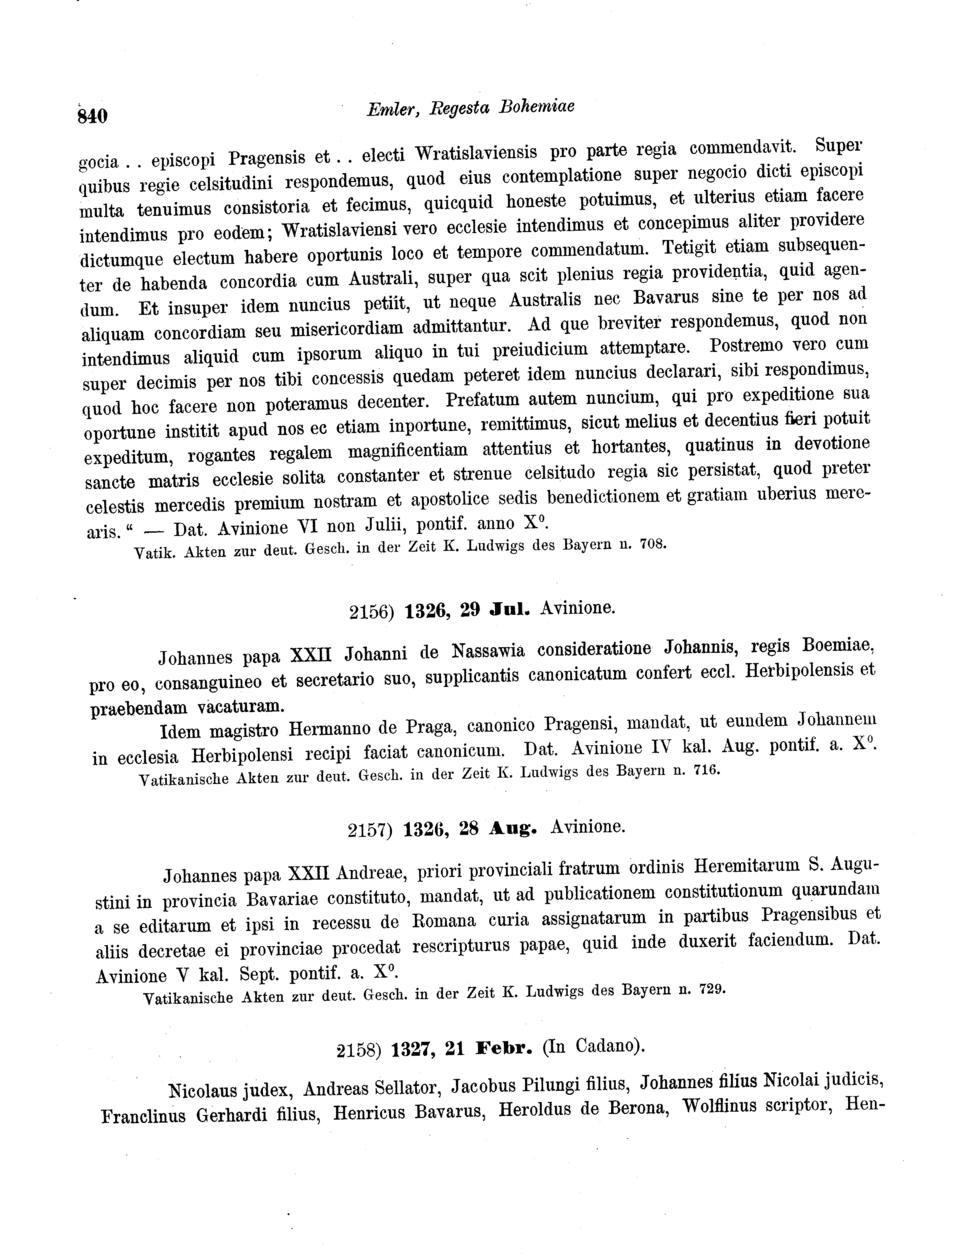 840
Emler, Regesta Bohemiae
gocia . . episcopi Pragensis et . . electi Wratislaviensis pro parte regia commendavit. Super
quibus regie celsitudini respondemus, quod eius contemplatione super negocio dicti episcopi
multa tenuimus consistoria et fecimus, quicquid honeste potuimus, et ulterius etiam facere
intendimus pro eodem; Wratislaviensi vero ecclesie intendimus et concepimus aliter providere
dictumque electum habere oportunis loco et tempore commendatum. Tetigit etiam subsequen-
ter de habenda concordia cum Australi, super qua scit plenius regia providentia, quid agen-
dum. Et insuper idem nuncius petiit, ut neque Australis nec Bavarus sine te per nos ad
aliquam concordiam seu misericordiam admittantur. Ad que breviter respondemus, quod non
intendimus aliquid cum ipsorum aliquo in tui preiudicium attemptare. Postremo vero cum
super decimis per nos tibi concessis quedam peteret idem nuncius declarari, sibi respondimus,
quod hoc facere non poteramus decenter. Prefatum autem nuncium, qui pro expeditione sua
oportune institit apud nos ec etiam inportune, remittimus, sicut melius et decentius fieri potuit
expeditum, rogantes regalem magnificentiam attentius et hortantes, quatinus in devotione
sancte matris ecclesie solita constanter et strenue celsitudo regia sic persistat, quod preter
celestis mercedis premium nostram et apostolice sedis benedictionem et gratiam uberius mere-
aris.“ — Dat. Avinione VI non Julii, pontif. anno X⁰.
Vatik. Akten zur deut. Gesch. in der Zeit K. Ludwigs des Bayern n. 708.
2156) 1326, 29 Jul. Avinione.
Johannes papa XXII Johanni de Nassawia consideratione Johannis, regis Boemiae,
pro eo, consanguineo et secretario suo, supplicantis canonicatum confert eccl. Herbipolensis et
praebendam vacaturam.
Idem magistro Hermanno de Praga, canonico Pragensi, mandat, ut eundem Johannem
in ecclesia Herbipolensi recipi faciat canonicum. Dat. Avinione IV kal. Aug. pontif. a. X⁰.
Vatikanische Akten zur deut. Gesch. in der Zeit K. Ludwigs des Bayern n. 716.
2157) 1326, 28 Aug. Avinione.
Johannes papa XXII Andreae, priori provinciali fratrum ordinis Heremitarum S. Augu-
stini in provincia Bavariae constituto, mandat, ut ad publicationem constitutionum quarundam
a se editarum et ipsi in recessu de Romana curia assignatarum in partibus Pragensibus et
aliis decretae ei provinciae procedat rescripturus papae, quid inde duxerit faciendum. Dat.
Avinione V kal. Sept. pontif. a. X⁰.
Vatikanische Akten zur deut. Gesch. in der Zeit K. Ludwigs des Bayern n. 729.
2158) 1327, 21 Febr. (In Cadano).
Nicolaus judex, Andreas Sellator, Jacobus Pilungi filius, Johannes filius Nicolai judicis,
Franclinus Gerhardi filius, Henricus Bavarus, Heroldus de Berona, Wolflinus scriptor, Hen-